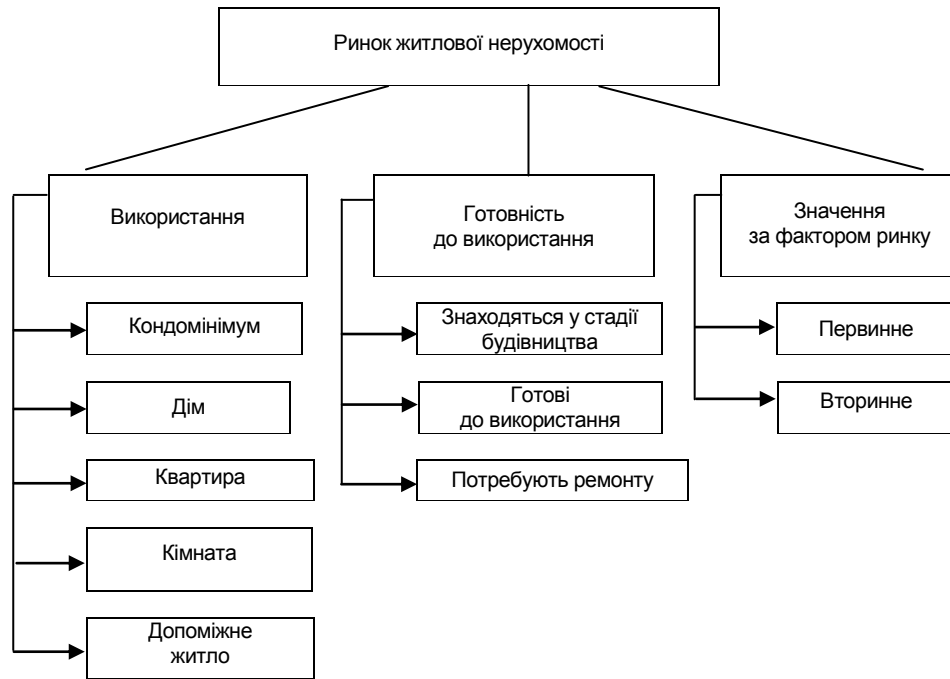 Ринок житлової нерухомості
Використання
Кондомінімум
Дім
Квартира
Кімната
Допоміжне
житло
Готовність
до використання
Знаходяться у стадії
будівництва
Готові
до використання
Потребують ремонту
Значення
за фактором ринку
Первинне
Вторинне